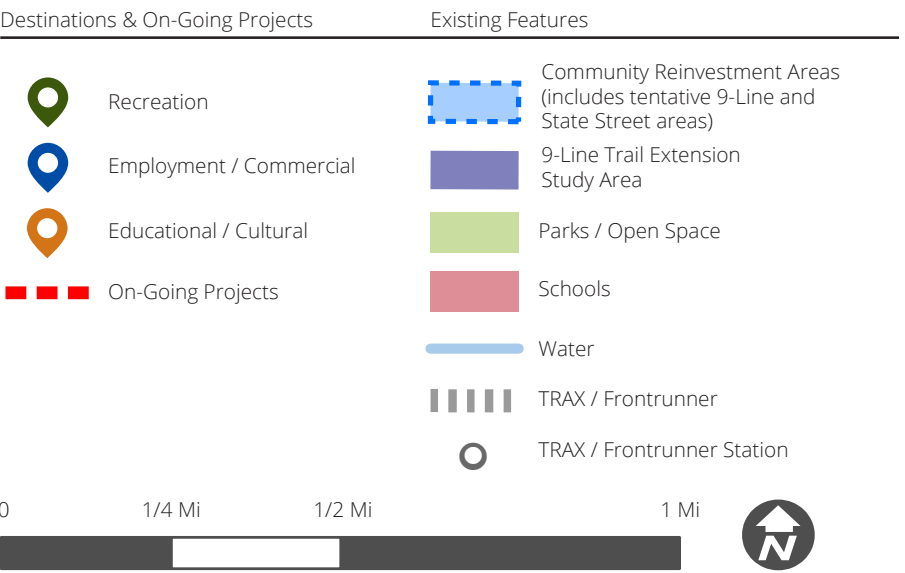 Destinations & On-Going Projects
Recreation
Employment / Commercial
Educational / Cultural
On-Going Projects
Existing Features
Community Reinvestment Areas
(includes tentative 9-Line and
State Street areas)
9-Line Trail Extension
Study Area
Parks / Open Space
Schools
Water
TRAX / Frontrunner
TRAX / Frontrunner Station
0 1/4 Mi 1/2 Mi 1 Mi
N